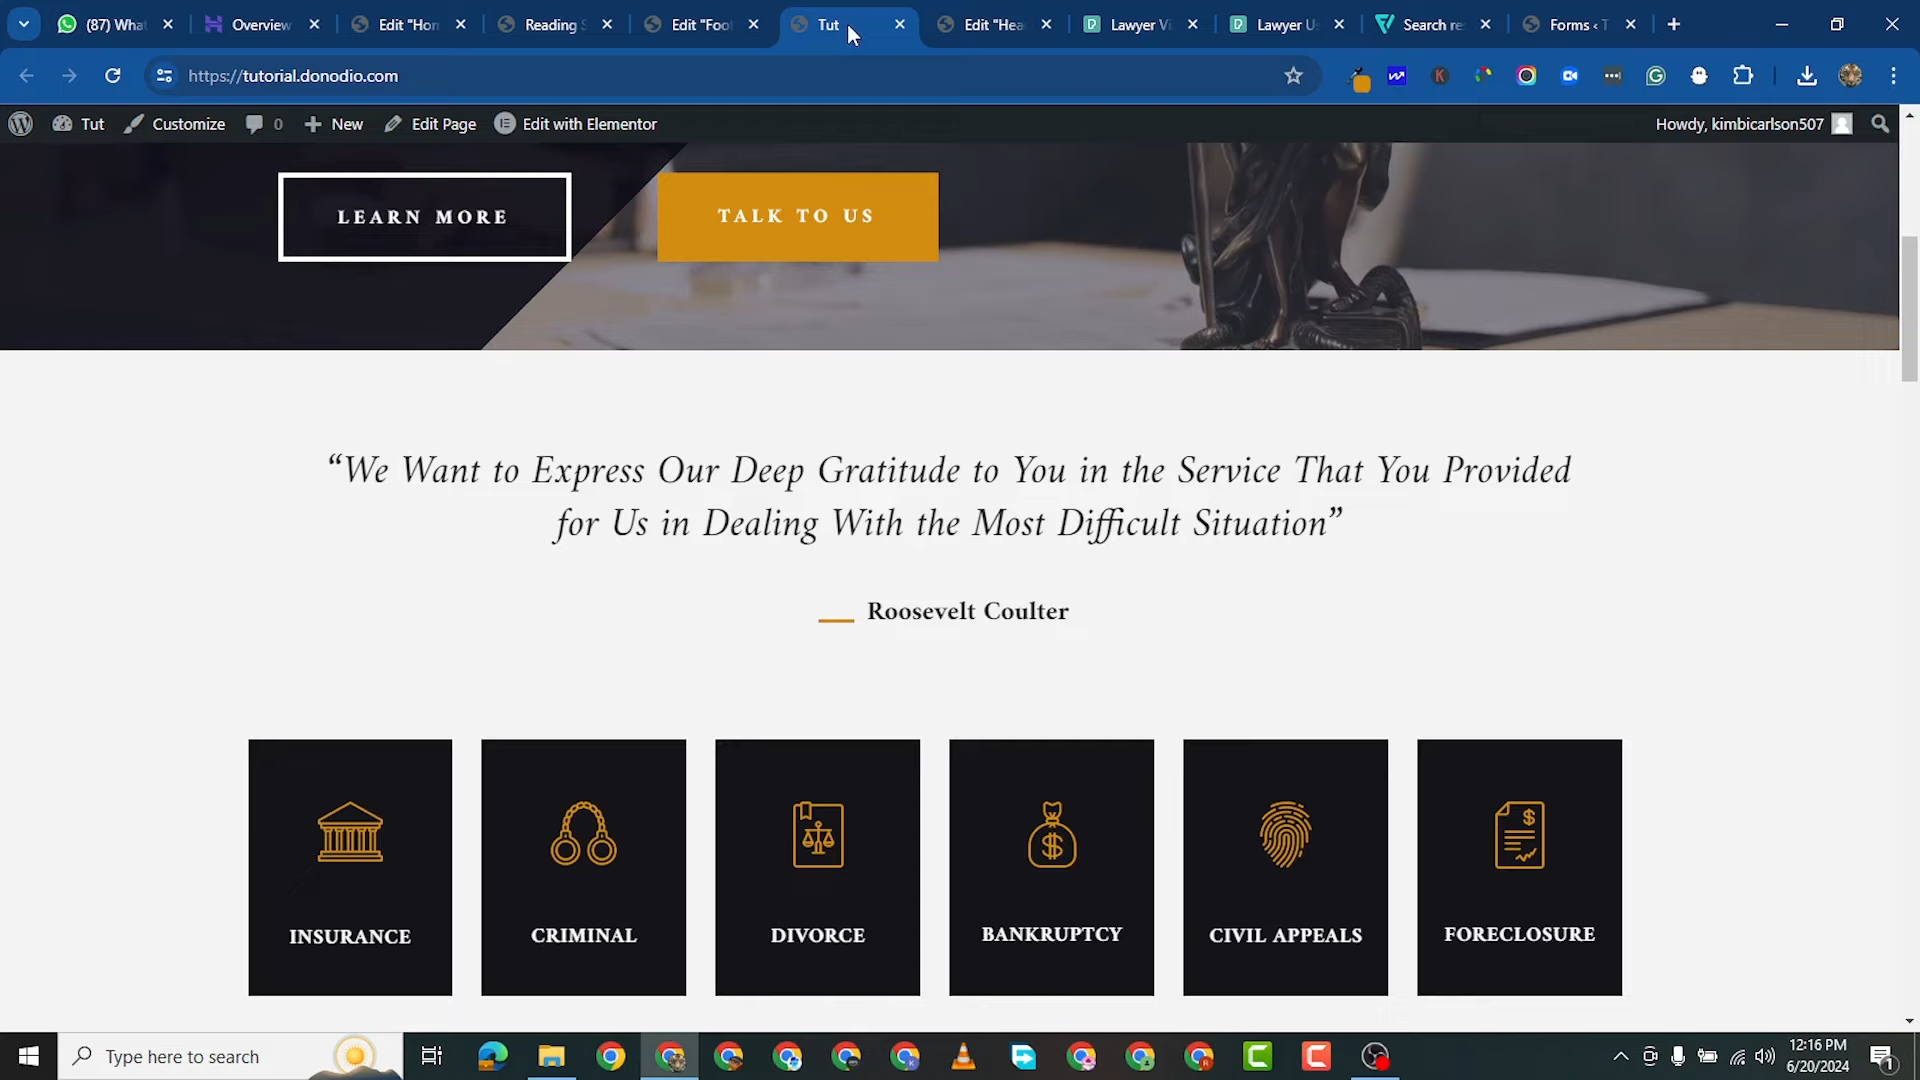 (87) Wha
Overview
Edit "Hon
Reading S
Edit "Foo
Tut
Edit "Hea
Lawyer Vi
Lawyer U
Search re
Forms ‹ T
https://tutorial.donodio.com
Tut
Customize
0
New
Edit Page
Edit with Elementor
Howdy, kimbicarlson507
LEARN MORE
TALK TO US
“We Want to Express Our Deep Gratitude to You in the Service That You Provided
for Us in Dealing With the Most Difficult Situation”
Roosevelt Coulter
INSURANCE
CRIMINAL
DIVORCE
BANKRUPTCY
CIVIL APPEALS
FORECLOSURE
Type here to search
12:16 PM
6/20/2024
1